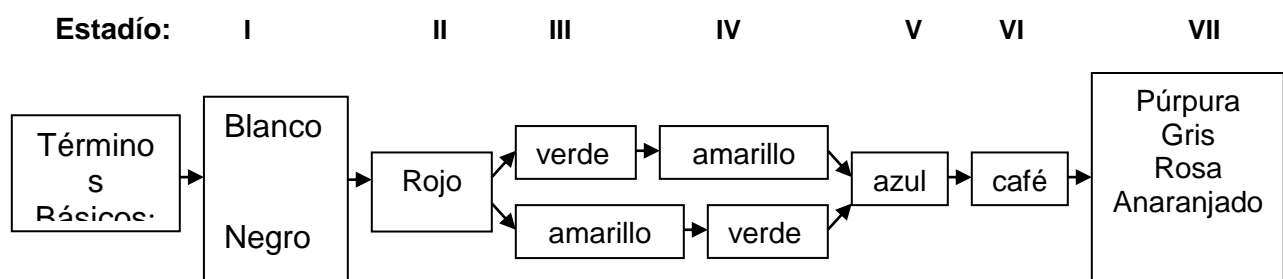 Estadío: I II III IV V VI VII
Término
s
Básicos:
Blanco
Negro
Rojo
verde
amarillo
amarillo
verde
azul
café
Púrpura
Gris
Rosa
Anaranjado